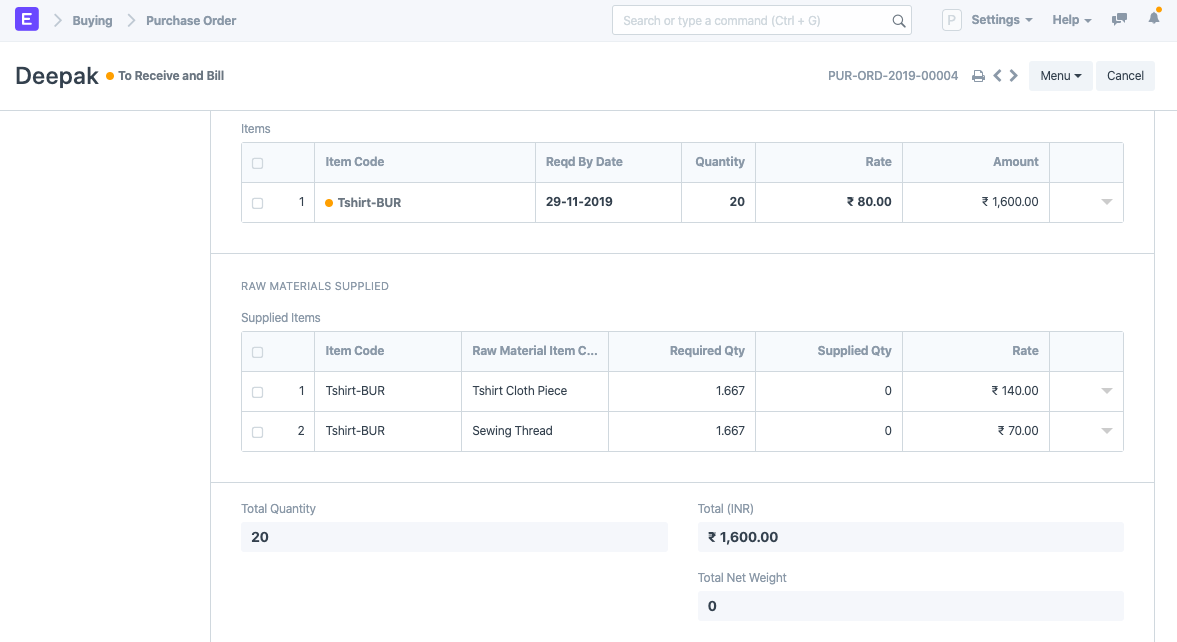 E Buying Purchase Order Search or type a command (Ctrl + G) P Settings Help
Deepak To Receive and Bill PUR-ORD-2019-00004 Menu Cancel
Items
Item Code Reqd By Date Quantity Rate Amount
1 Tshirt-BUR 29-11-2019 20 ₹ 80.00 ₹ 1,600.00
RAW MATERIALS SUPPLIED
Supplied Items
Item Code Raw Material Item C... Required Qty Supplied Qty Rate
1 Tshirt-BUR Tshirt Cloth Piece 1.667 0 ₹ 140.00
2 Tshirt-BUR Sewing Thread 1.667 0 ₹ 70.00
Total Quantity Total (INR)
20 ₹ 1,600.00
Total Net Weight
0